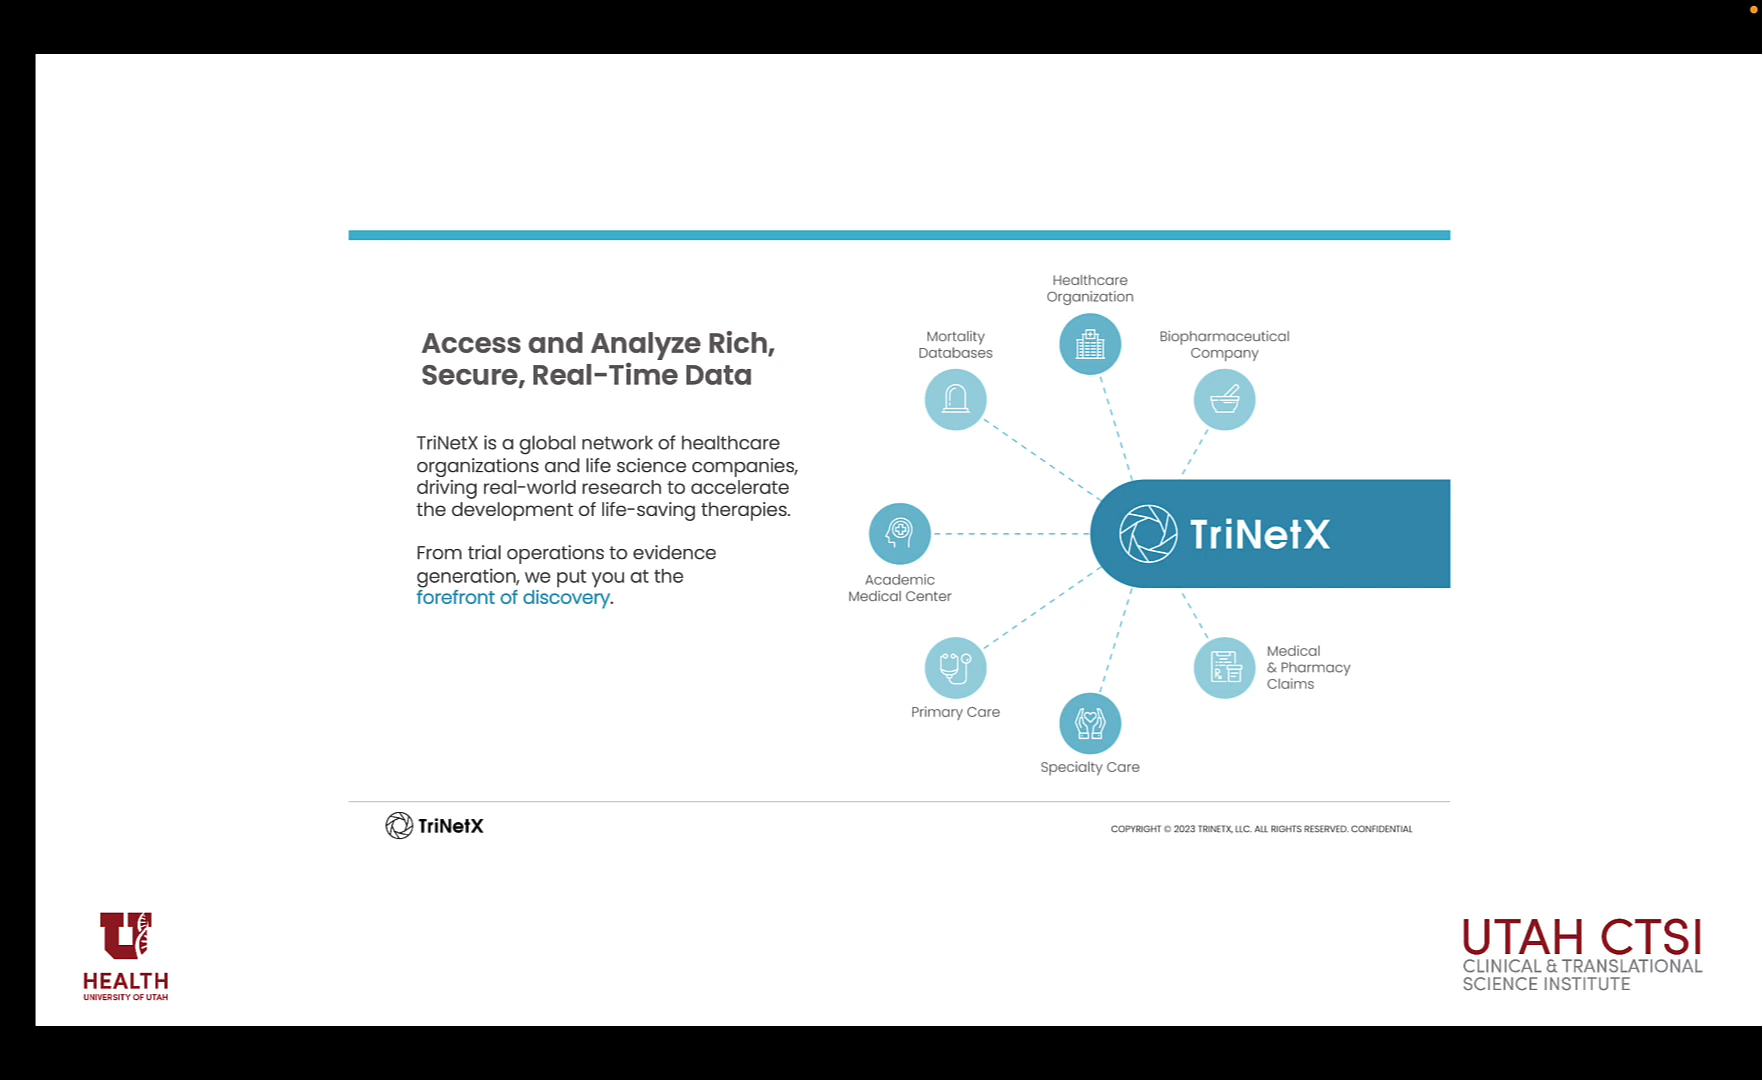 Access and Analyze Rich,
Secure, Real-Time Data
TriNetX is a global network of healthcare
organizations and life science companies,
driving real-world research to accelerate
the development of life-saving therapies.
From trial operations to evidence
generation, we put you at the
forefront of discovery.
Healthcare
Organization
Mortality
Databases
Biopharmaceutical
Company
TriNetX
Academic
Medical Center
Medical
& Pharmacy
Claims
Primary Care
Specialty Care
TriNetX
COPYRIGHT © 2023 TRINETX, LLC. ALL RIGHTS RESERVED. CONFIDENTIAL
U
HEALTH
UNIVERSITY OF UTAH
UTAH CTSI
CLINICAL & TRANSLATIONAL
SCIENCE INSTITUTE